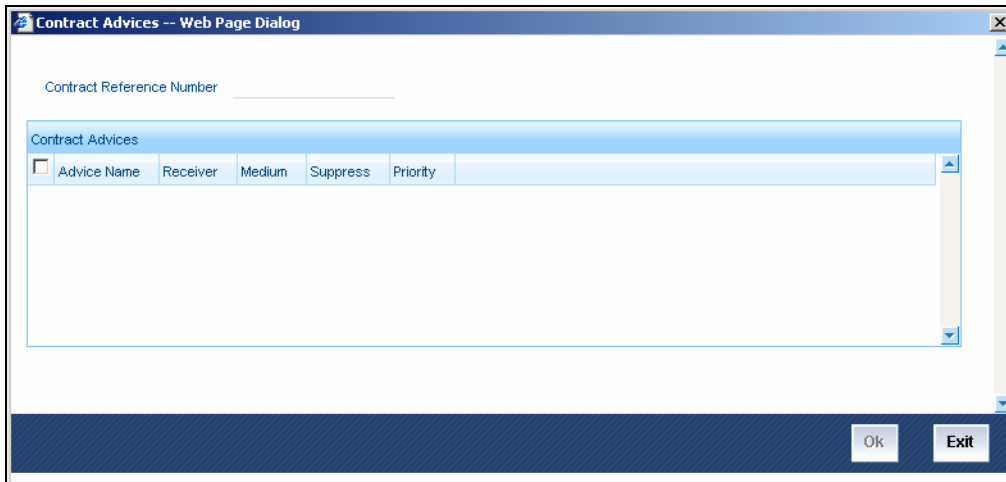 Contract Advices -- Web Page Dialog
Contract Reference Number
Contract Advices
Advice Name Receiver Medium Suppress Priority
Ok Exit